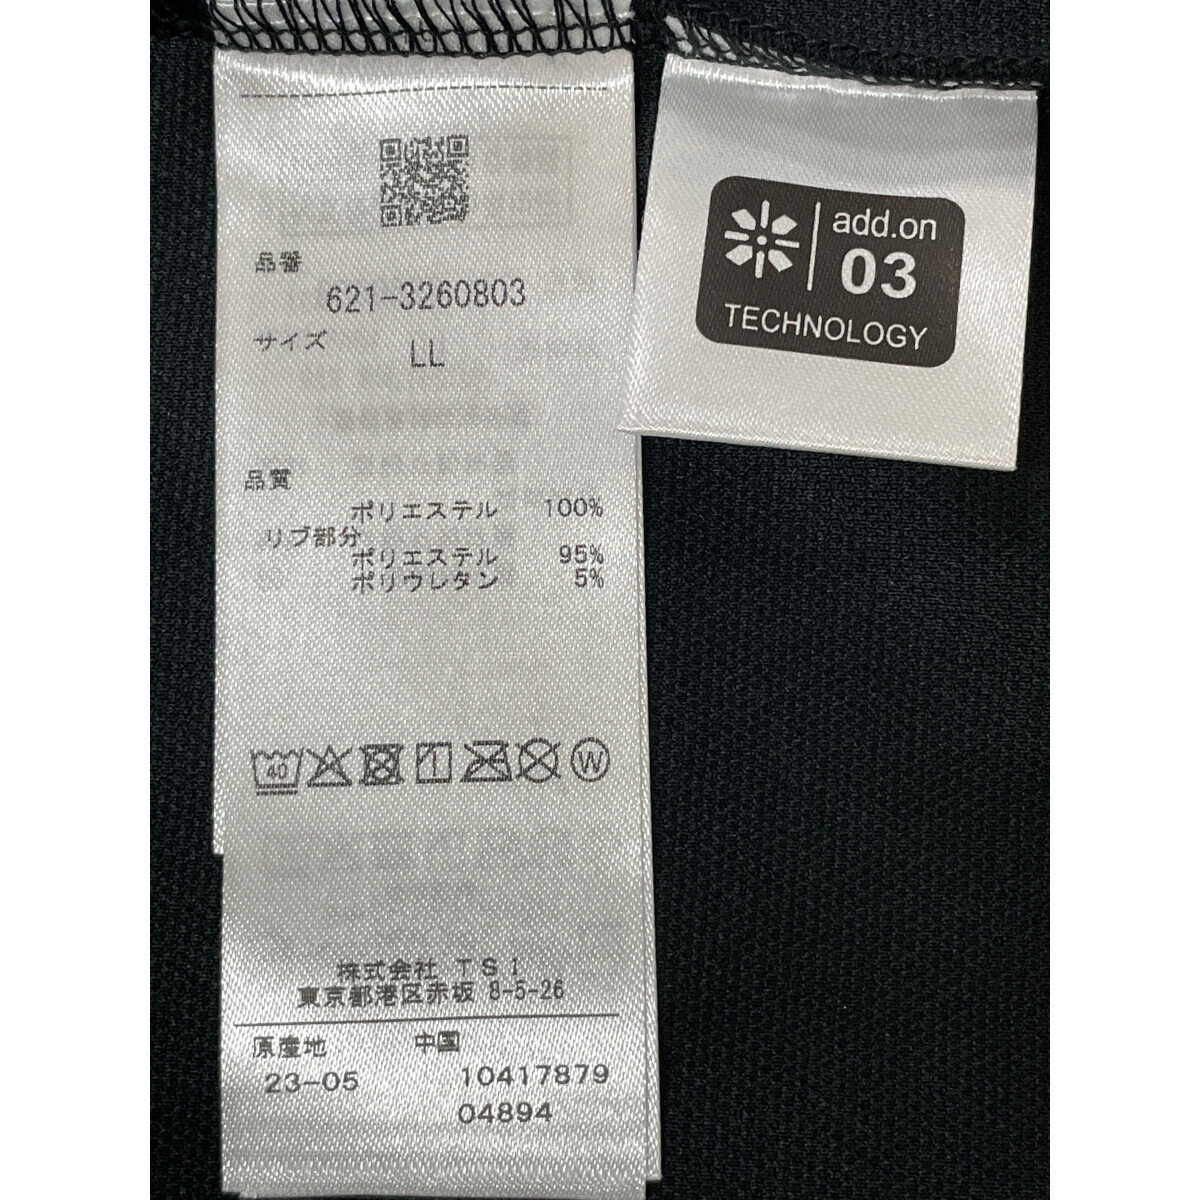 品番
621-3260803
サイズ
LL
品質
ポリエステル 100%
リブ部分
ポリエステル 95%
ポリウレタン 5%
40
W
株式会社 TSI
東京都港区赤坂 8-5-26
原産地 中国
23-05 10417879
04894
add.on
03
TECHNOLOGY